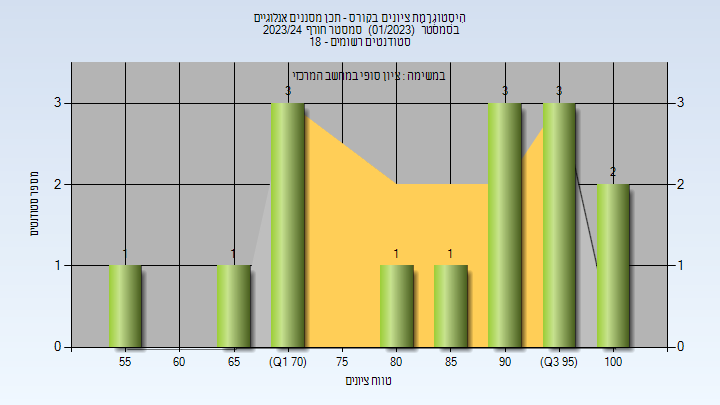 היסטוגרמת ציונים בקורס - תכן מסננים אנלוגיים
בסמסטר (01/2023) סמסטר חורף 2023/24
סטודנטים רשומים - 18
במשימה : ציון סופי במחשב המרכזי
3 3 3
2
1 1 1 1
מספר סטודנטים
3 3
2 2
1 1
0 0
55 60 65 (Q1 70) 75 80 85 90 (Q3 95) 100
טווח ציונים